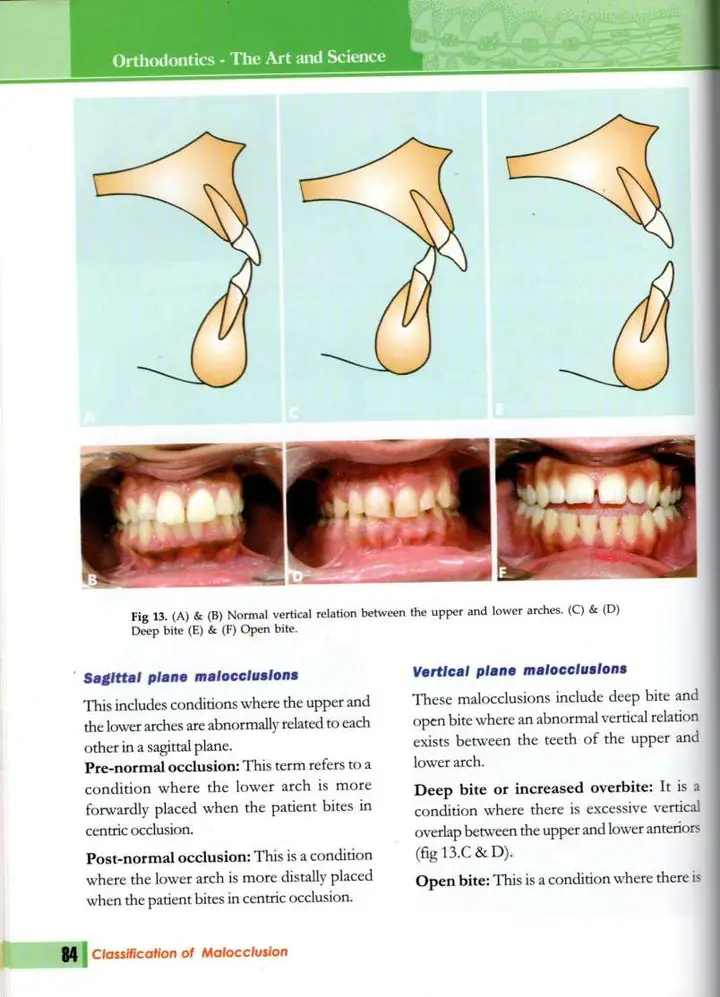 Orthodontics - The Art and Science
A
C
E
B
D
F
Fig 13. (A) & (B) Normal vertical relation between the upper and lower arches. (C) & (D)
Deep bite (E) & (F) Open bite.
Sagittal plane malocclusions
This includes conditions where the upper and
the lower arches are abnormally related to each
other in a sagittal plane.
Pre-normal occlusion: This term refers to a
condition where the lower arch is more
forwardly placed when the patient bites in
centric occlusion.
Post-normal occlusion: This is a condition
where the lower arch is more distally placed
when the patient bites in centric occlusion.
Vertical plane malocclusions
These malocclusions include deep bite and
open bite where an abnormal vertical relation
exists between the teeth of the upper and
lower arch.
Deep bite or increased overbite: It is a
condition where there is excessive vertical
overlap between the upper and lower anteriors
(fig 13.C & D).
Open bite: This is a condition where there is
84 Classification of Malocclusion